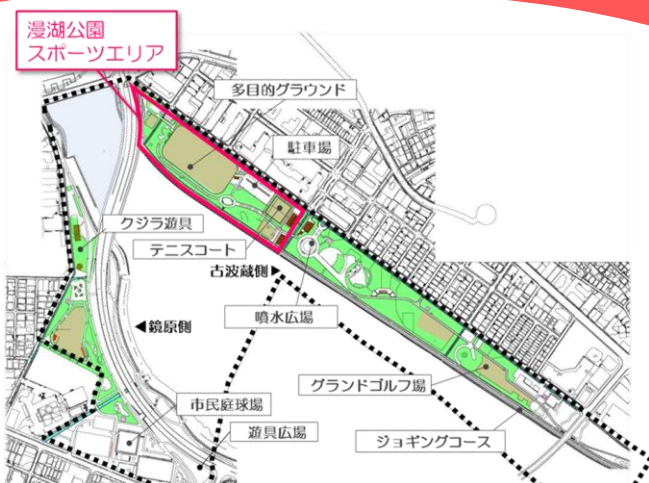 漫湖公園
スポーツエリア
多目的グラウンド
駐車場
クジラ遊具
テニスコート
古波蔵側▶
噴水広場
◀鏡原側
グランドゴルフ場
市民庭球場
遊具広場
ジョギングコース